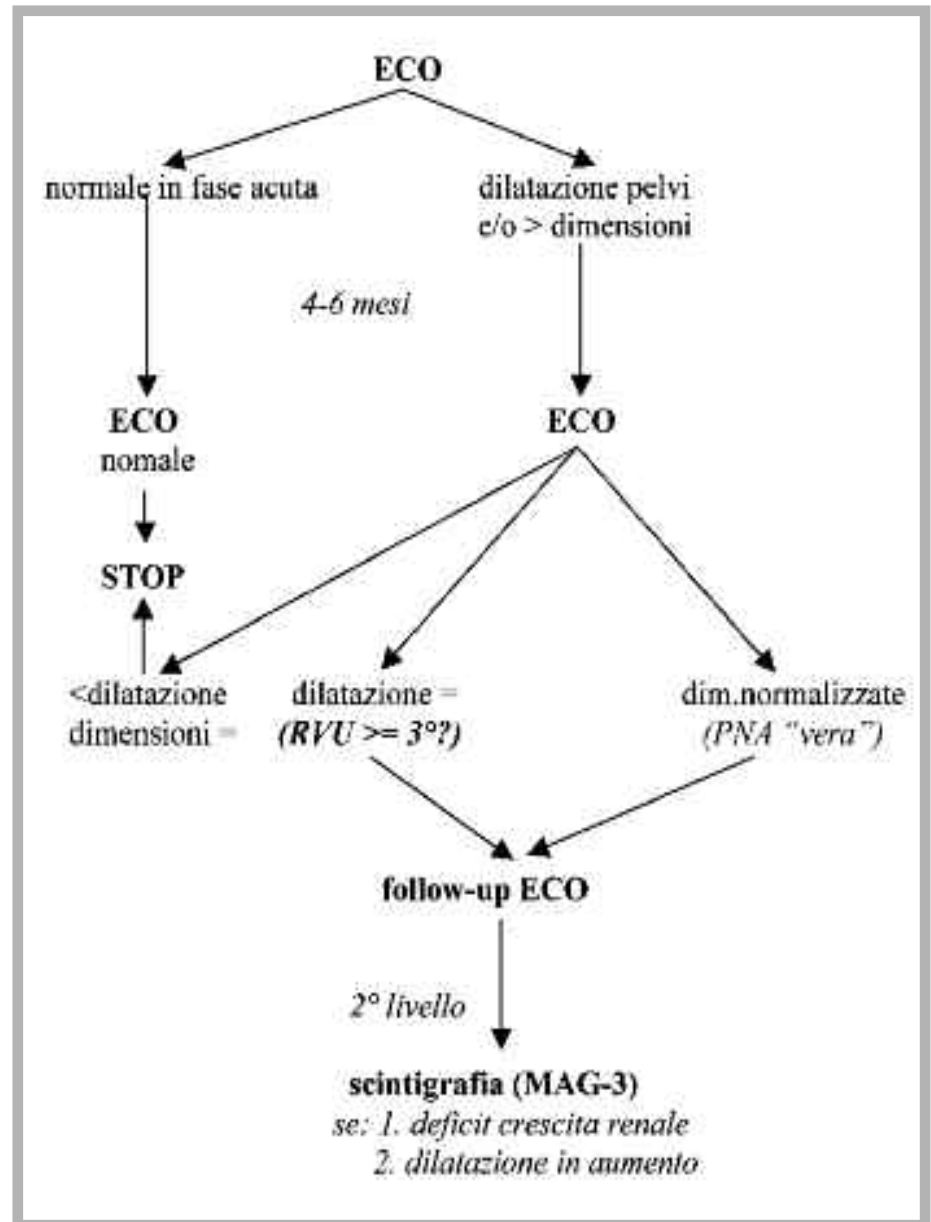 ECO
normale in fase acuta
dilatazione pelvi
e/o > dimensioni
4-6 mesi
ECO
nomale
ECO
STOP
<dilatazione
dimensioni =
dilatazione =
(RVU >= 3°?)
dim.normalizzate
(PNA “vera”)
follow-up ECO
2° livello
scintigrafia (MAG-3)
se: 1. deficit crescita renale
2. dilatazione in aumento